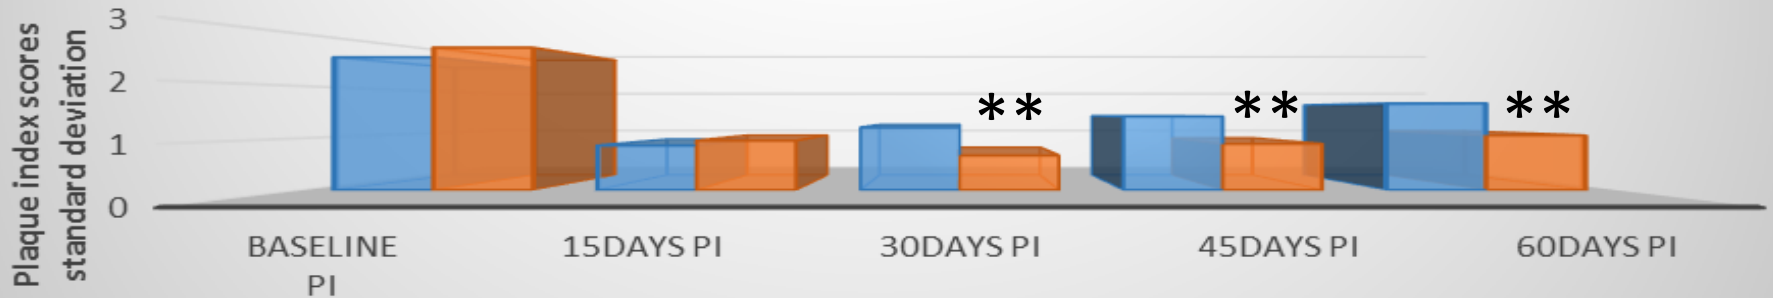 Plaque index scores
standard deviation
3
2
1
0
**
**
**
BASELINE
PI
15DAYS PI
30DAYS PI
45DAYS PI
60DAYS PI